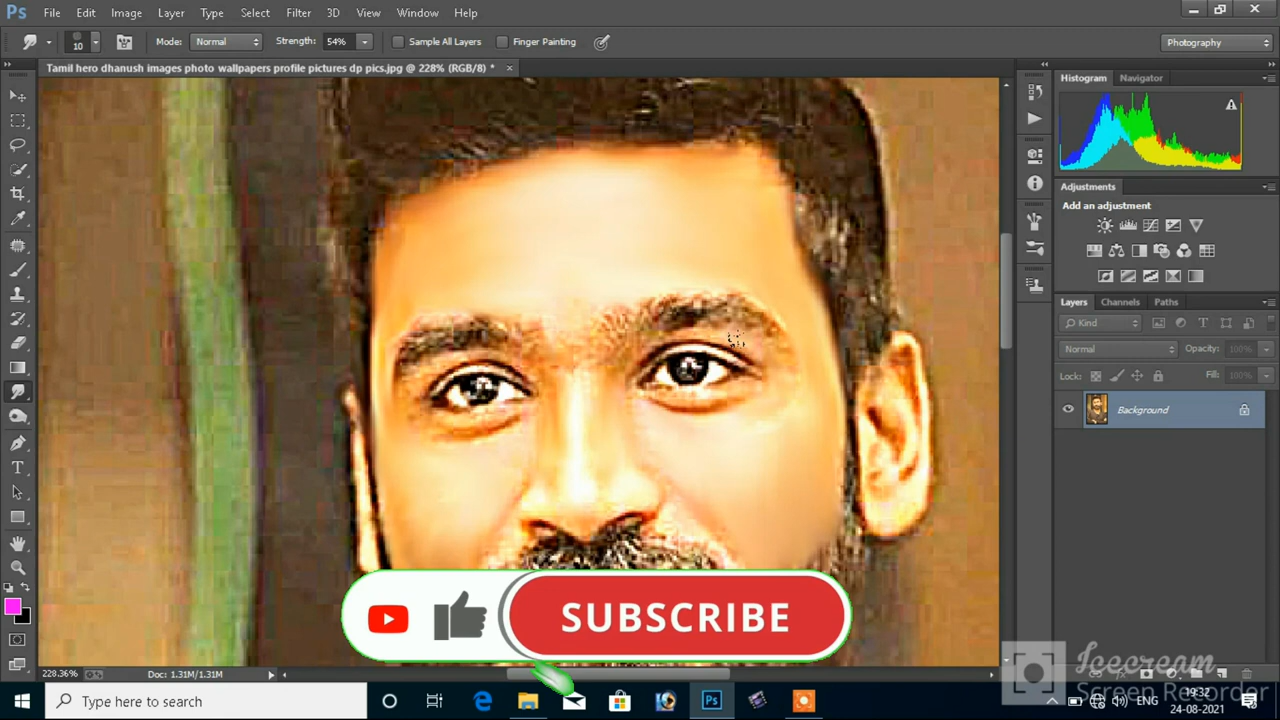 Ps File Edit Image Layer Type Select Filter 3D View Window Help
10 Mode: Normal Strength: 54% Sample All Layers Finger Painting Photography
Tamil hero dhanush images photo wallpapers profile pictures dp pics.jpg @ 228% (RGB/8) * ×
Histogram Navigator
Adjustments
Add an adjustment
Layers Channels Paths
Kind
Normal Opacity: 100%
Lock: Fill: 100%
Background
SUBSCRIBE
228.36% Doc: 1.31M/1.31M
Icecream
Screen Recorder
Type here to search
Ps
ENG
19:32
24-08-2021